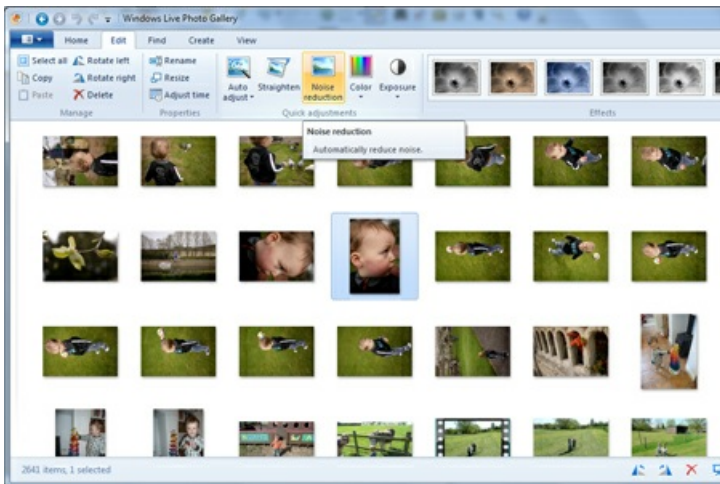 Windows Live Photo Gallery
Home Edit Find Create View
Select all Rotate left Rename
Copy Rotate right Resize
Paste Delete Adjust time
Auto adjust Straighten Noise reduction Color Exposure
Manage Properties Quick adjustments Effects
Noise reduction
Automatically reduce noise.
2641 items, 1 selected